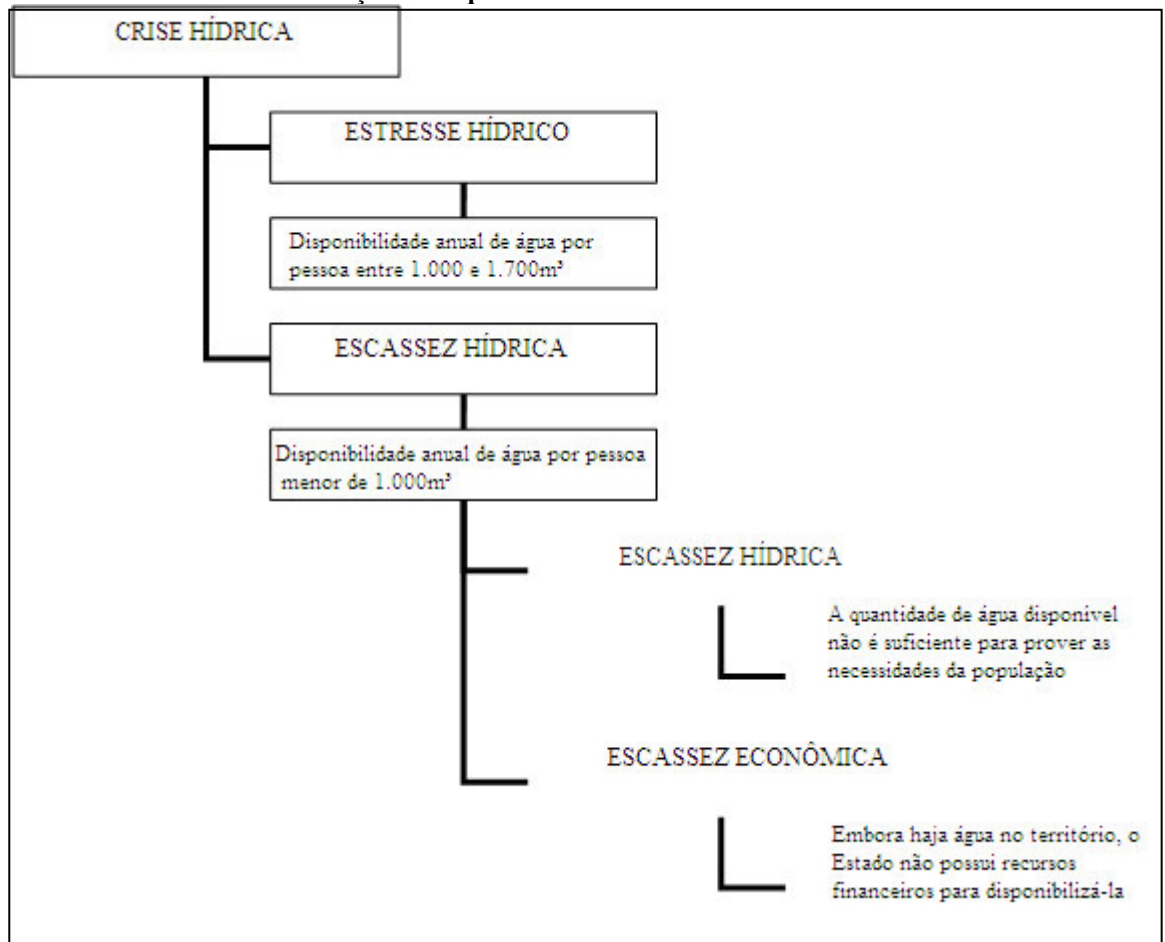 CRISE HÍDRICA
ESTRESSE HÍDRICO
Disponibilidade anual de água por
pessoa entre 1.000 e 1.700m³
ESCASSEZ HÍDRICA
Disponibilidade anual de água por pessoa
menor de 1.000m³
ESCASSEZ HÍDRICA
A quantidade de água disponível
não é suficiente para prover as
necessidades da população
ESCASSEZ ECONÔMICA
Embora haja água no território, o
Estado não possui recursos
financeiros para disponibilizá-la